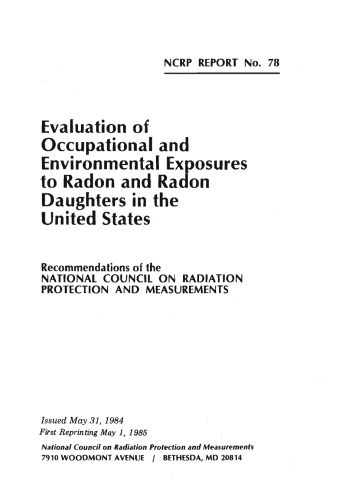 NCRP REPORT No. 78
Evaluation of
Occupational and
Environmental Exposures
to Radon and Radon
Daughters in the
United States
Recommendations of the
NATIONAL COUNCIL ON RADIATION
PROTECTION AND MEASUREMENTS
Issued May 31, 1984
First Reprinting May 1, 1985
National Council on Radiation Protection and Measurements
7910 WOODMONT AVENUE / BETHESDA, MD 20814